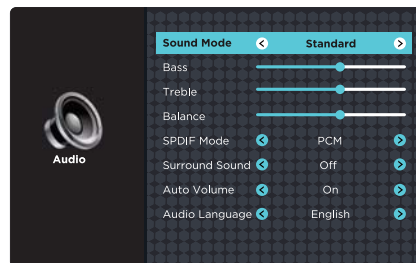 Audio
Sound Mode Standard
Bass
Treble
Balance
SPDIF Mode PCM
Surround Sound Off
Auto Volume On
Audio Language English